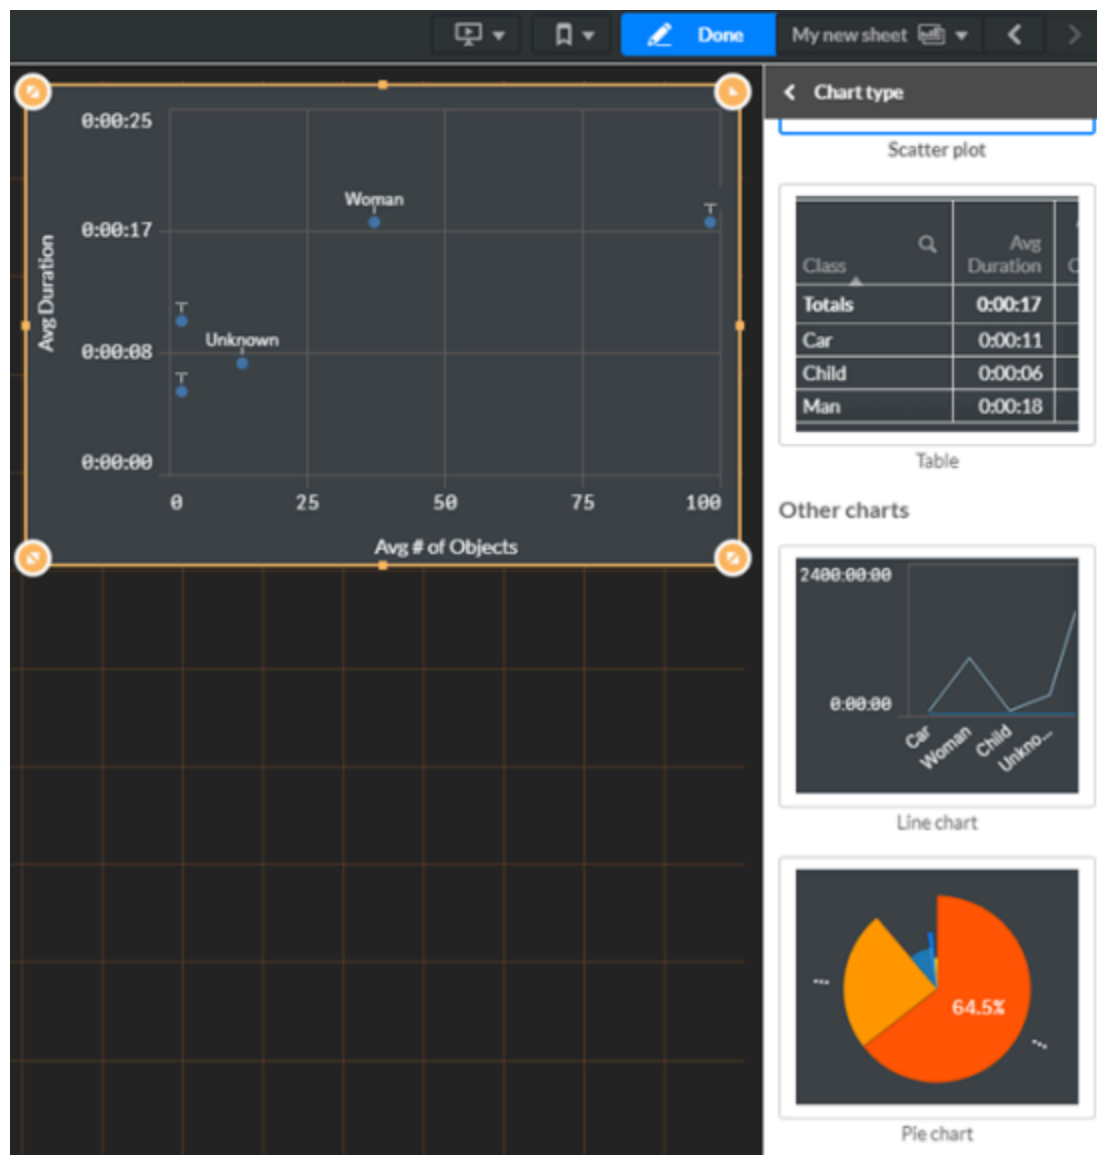 Done
My new sheet
Chart type
Scatter plot
0:00:25
0:00:17
0:00:08
0:00:00
Avg Duration
Woman
Unknown
0 25 50 75 100
Avg # of Objects
Class Avg Duration
Totals 0:00:17
Car 0:00:11
Child 0:00:06
Man 0:00:18
Table
Other charts
2400:00:00
0:00:00
Car Woman Child Unkno...
Line chart
64.5%
...
...
Pie chart